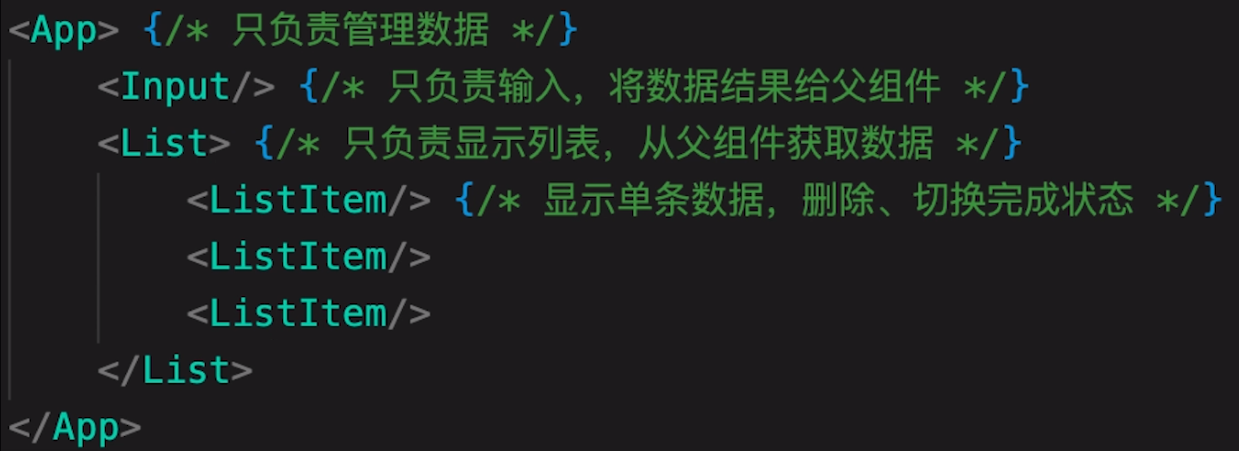 <App> {/* 只负责管理数据 */}
<Input/> {/* 只负责输入，将数据结果给父组件 */}
<List> {/* 只负责显示列表，从父组件获取数据 */}
<ListItem/> {/* 显示单条数据，删除、切换完成状态 */}
<ListItem/>
<ListItem/>
</List>
</App>